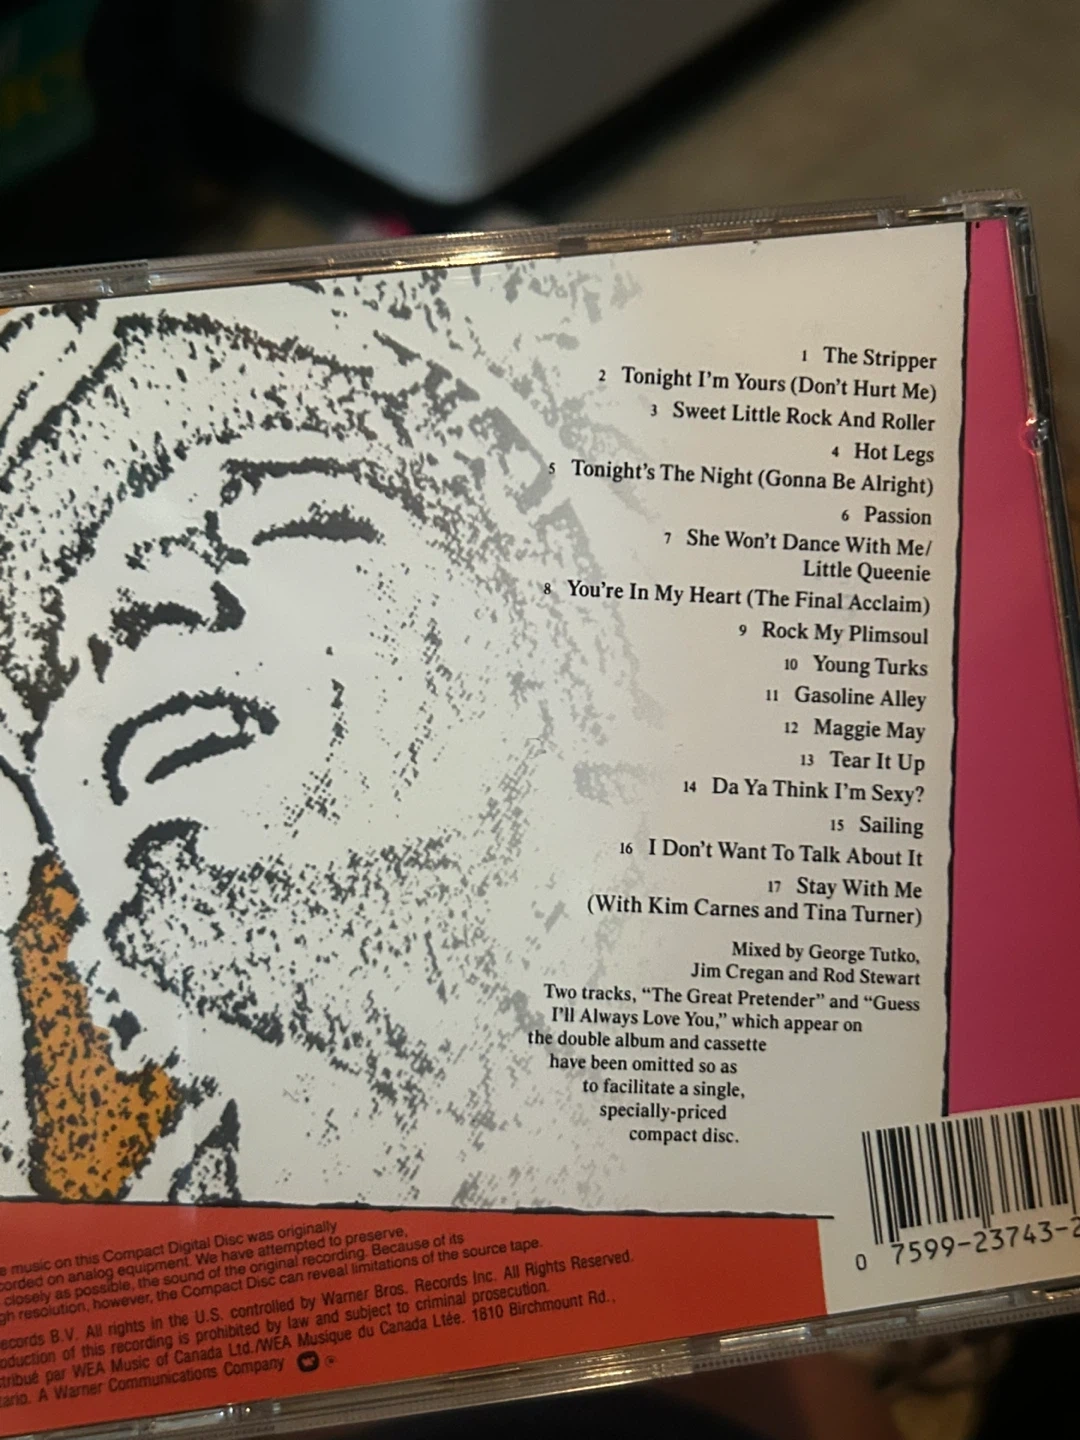 1 The Stripper
2 Tonight I'm Yours (Don't Hurt Me)
3 Sweet Little Rock And Roller
4 Hot Legs
5 Tonight's The Night (Gonna Be Alright)
6 Passion
7 She Won't Dance With Me/
Little Queenie
8 You're In My Heart (The Final Acclaim)
9 Rock My Plimsoul
10 Young Turks
11 Gasoline Alley
12 Maggie May
13 Tear It Up
14 Da Ya Think I'm Sexy?
15 Sailing
16 I Don't Want To Talk About It
17 Stay With Me
(With Kim Carnes and Tina Turner)
Mixed by George Tutko,
Jim Cregan and Rod Stewart
Two tracks, "The Great Pretender" and "Guess
I'll Always Love You," which appear on
the double album and cassette
have been omitted so as
to facilitate a single,
specially-priced
compact disc.
0 7599-23743-2
music on this Compact Digital Disc was originally
on analog equipment. We have attempted to preserve,
closely as possible, the sound of the original recording. Because of its
resolution, however, the Compact Disc can reveal limitations of the source tape.
B.V. All rights in the U.S. controlled by Warner Bros. Records Inc. All Rights Reserved.
of this recording is prohibited by law and subject to criminal prosecution.
par WEA Music of Canada Ltd./WEA Musique du Canada Ltée. 1810 Birchmount Rd.,
A Warner Communications Company